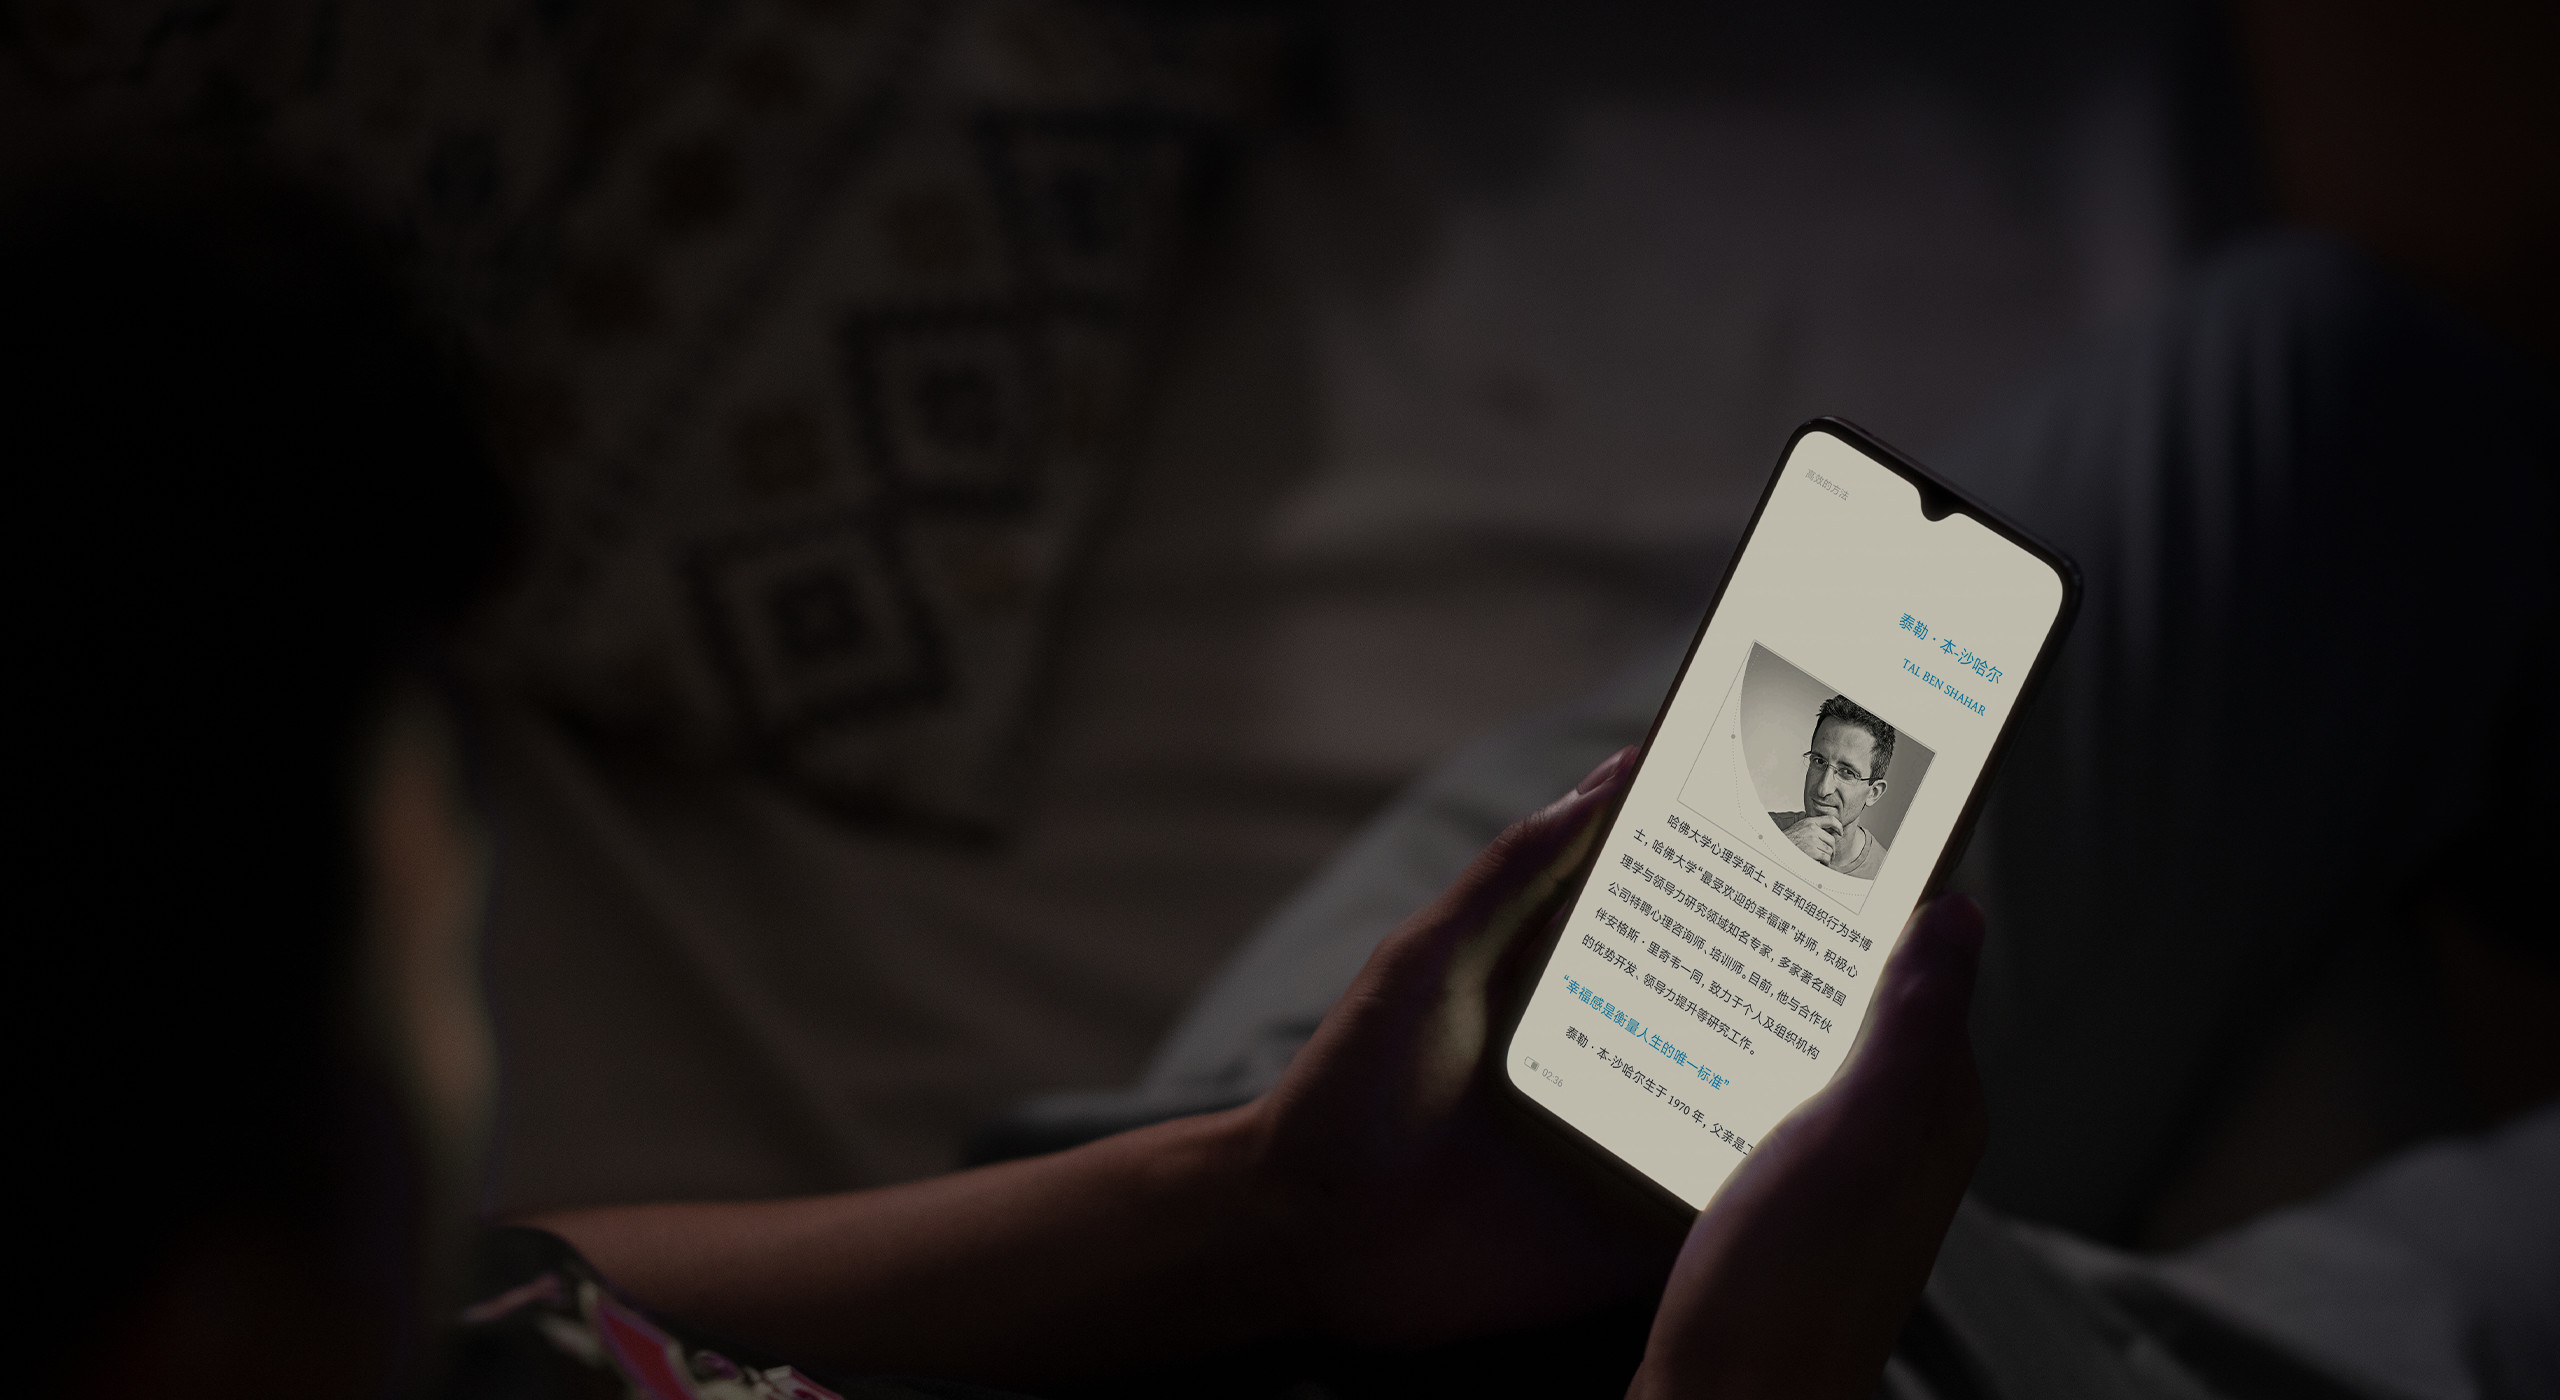 高效的方法
泰勒·本-沙哈尔
TAL BEN SHAHAR
哈佛大学心理学硕士、哲学和组织行为学博
士，哈佛大学“最受欢迎的幸福课”讲师，积极心
理学与领导力研究领域知名专家，多家著名跨国
公司特聘心理咨询师、培训师。目前，他与合作伙
伴安格斯·里奇韦一同，致力于个人及组织机构
的优势开发、领导力提升等研究工作。
“幸福感是衡量人生的唯一标准”
泰勒·本-沙哈尔生于 1970 年，父亲是工
02:36